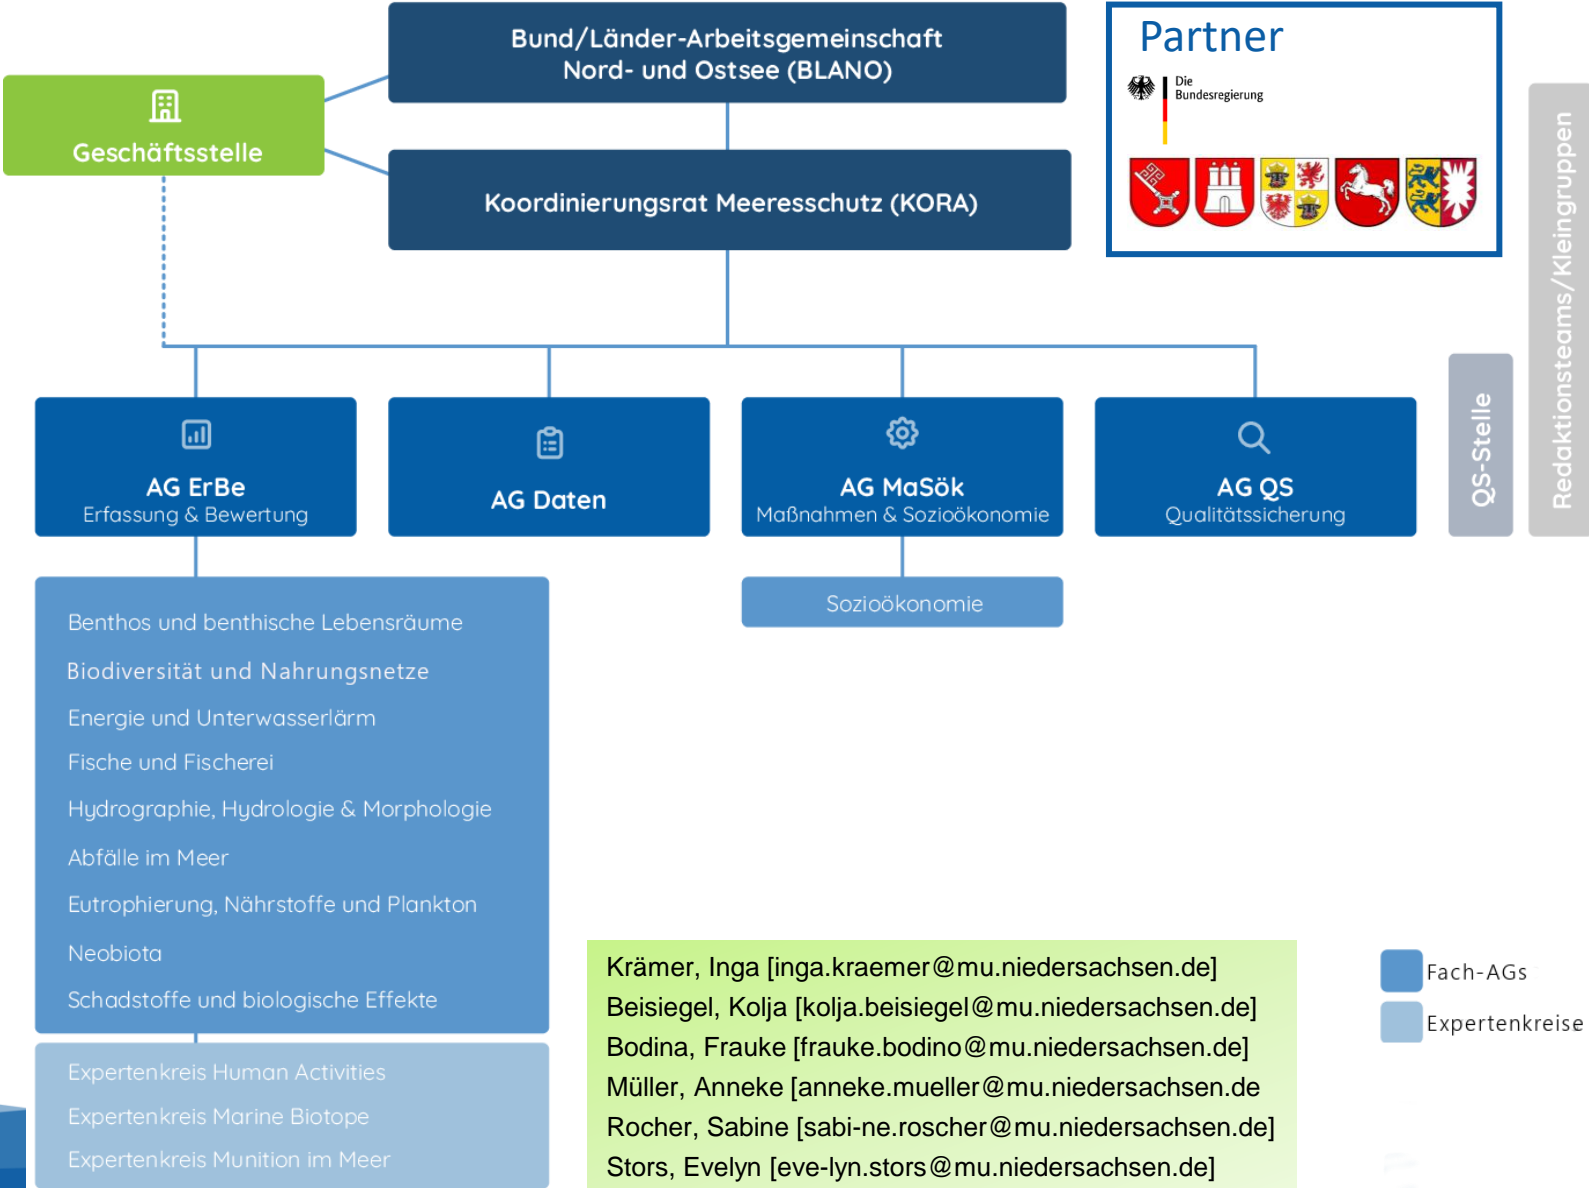 Bund/Länder-Arbeitsgemeinschaft
Nord- und Ostsee (BLANO)
Partner
Die
Bundesregierung
Geschäftsstelle
Koordinierungsrat Meeresschutz (KORA)
Redaktionsteams/Kleingruppen
QS-Stelle
AG ErBe
Erfassung & Bewertung
AG Daten
AG MaSök
Maßnahmen & Sozioökonomie
AG QS
Qualitätssicherung
Sozioökonomie
Benthos und benthische Lebensräume
Biodiversität und Nahrungsnetze
Energie und Unterwasserlärm
Fische und Fischerei
Hydrographie, Hydrologie & Morphologie
Abfälle im Meer
Eutrophierung, Nährstoffe und Plankton
Neobiota
Schadstoffe und biologische Effekte
Expertenkreis Human Activities
Expertenkreis Marine Biotope
Expertenkreis Munition im Meer
Krämer, Inga [inga.kraemer@mu.niedersachsen.de]
Beisiegel, Kolja [kolja.beisiegel@mu.niedersachsen.de]
Bodina, Frauke [frauke.bodino@mu.niedersachsen.de]
Müller, Anneke [anneke.mueller@mu.niedersachsen.de
Rocher, Sabine [sabi-ne.roscher@mu.niedersachsen.de]
Stors, Evelyn [eve-lyn.stors@mu.niedersachsen.de]
Fach-AGs
Expertenkreise